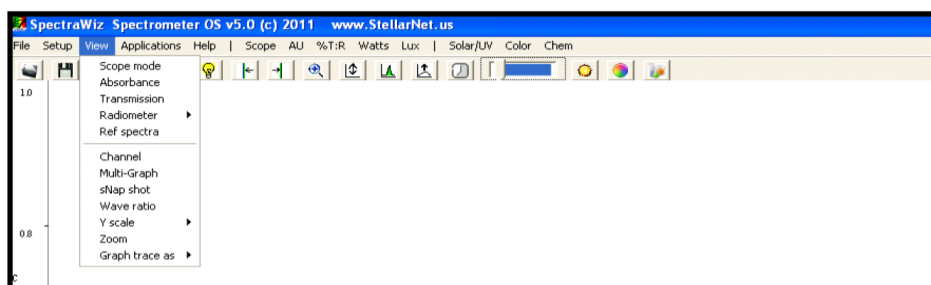 SpectraWiz Spectrometer OS v5.0 (c) 2011 www.StellarNet.us
File Setup View Applications Help | Scope AU %T:R Watts Lux | Solar/UV Color Chem
Scope mode
Absorbance
Transmission
Radiometer
Ref spectra
Channel
Multi-Graph
sNap shot
Wave ratio
Y scale
Zoom
Graph trace as
1.0
0.8
c